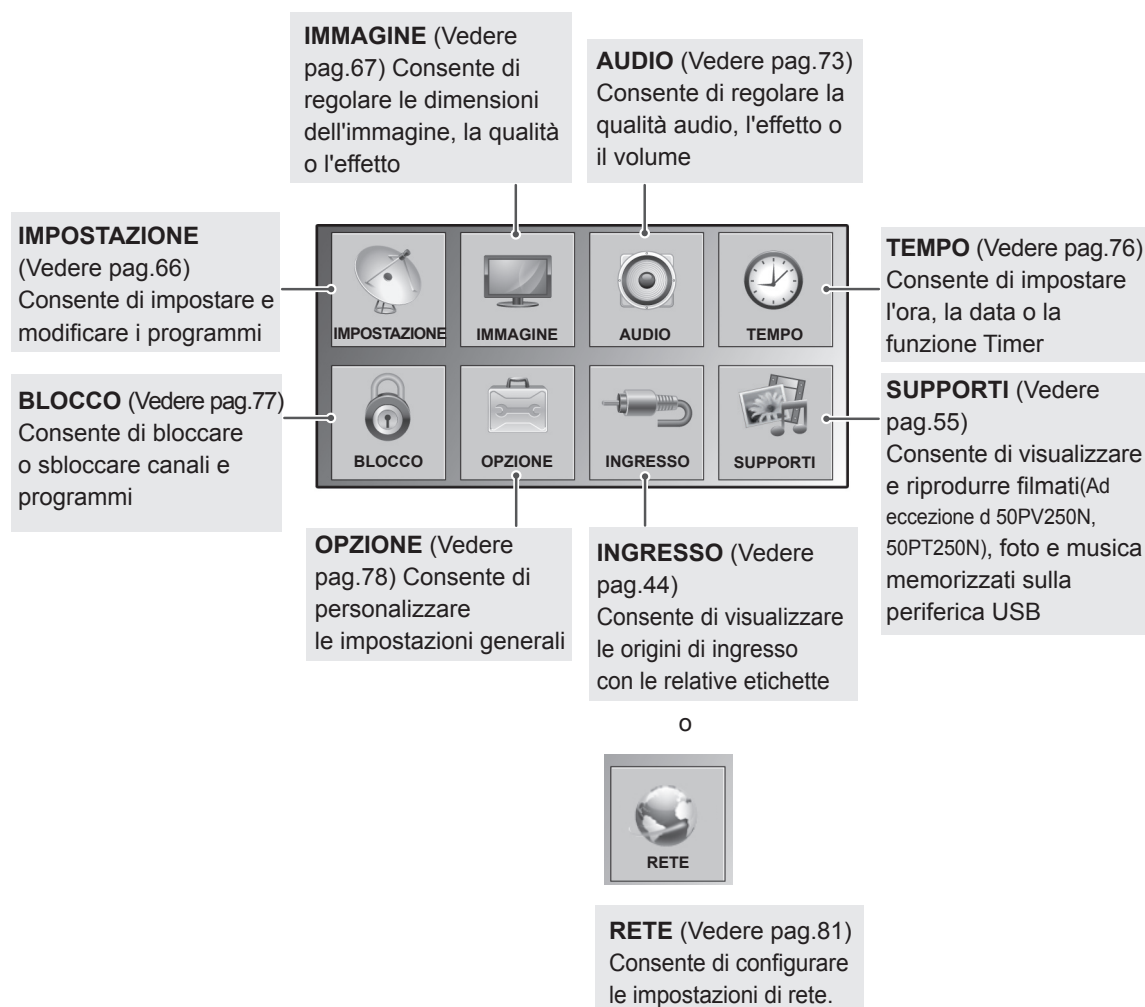 IMMAGINE (Vedere
pag.67) Consente di
regolare le dimensioni
dell'immagine, la qualità
o l'effetto
AUDIO (Vedere pag.73)
Consente di regolare la
qualità audio, l'effetto o
il volume
IMPOSTAZIONE
(Vedere pag.66)
Consente di impostare e
modificare i programmi
BLOCCO (Vedere pag.77)
Consente di bloccare
o sbloccare canali e
programmi
IMPOSTAZIONE
IMMAGINE
AUDIO
TEMPO
BLOCCO
OPZIONE
INGRESSO
SUPPORTI
TEMPO (Vedere pag.76)
Consente di impostare
l'ora, la data o la
funzione Timer
SUPPORTI (Vedere
pag.55)
Consente di visualizzare
e riprodurre filmati(Ad
eccezione d 50PV250N,
50PT250N), foto e musica
memorizzati sulla
periferica USB
OPZIONE (Vedere
pag.78) Consente di
personalizzare
le impostazioni generali
INGRESSO (Vedere
pag.44)
Consente di visualizzare
le origini di ingresso
con le relative etichette
o
RETE
RETE (Vedere pag.81)
Consente di configurare
le impostazioni di rete.